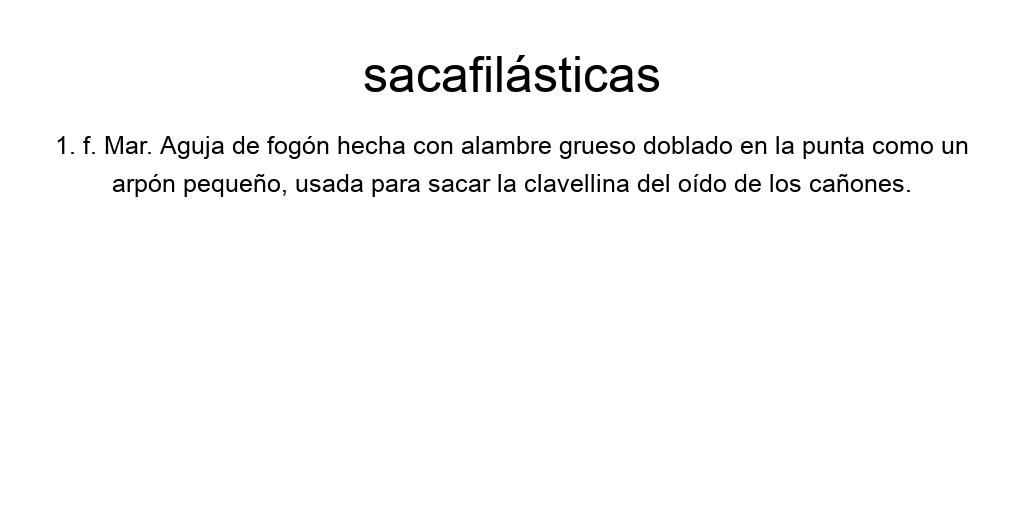 sacafilásticas
1. f. Mar. Aguja de fogón hecha con alambre grueso doblado en la punta como un
arpón pequeño, usada para sacar la clavellina del oído de los cañones.